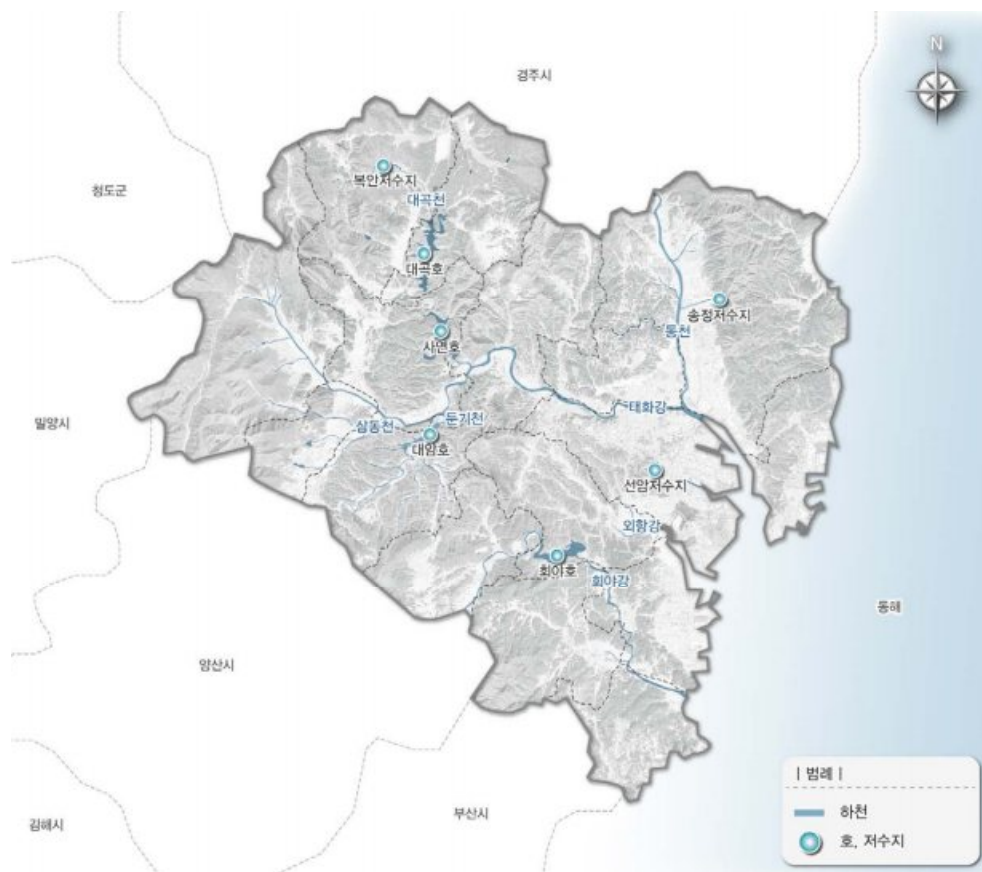 N
경주시
청도군
복안저수지
대곡천
대곡호
송정저수지
동천
사연호
태화강
둔기천
삼동천
밀양시
대암호
선암저수지
외항강
회야호
회야강
동해
양산시
부산시
김해시
| 범례 |
하천
호, 저수지